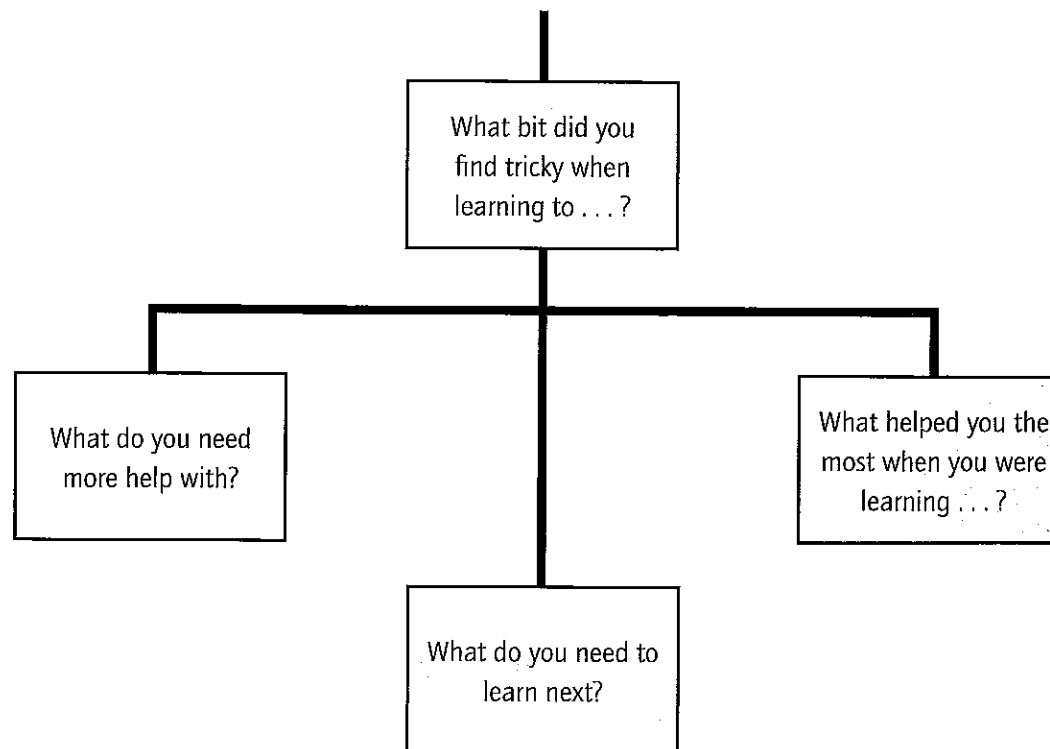 What bit did you
find tricky when
learning to . . . ?
What do you need
more help with?
What helped you the
most when you were
learning . . . ?
What do you need to
learn next?